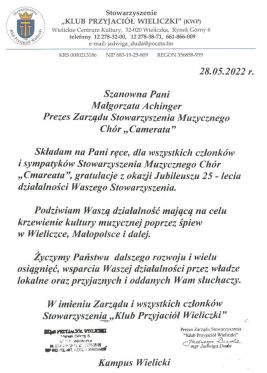 Stowarzyszenie
„KLUB PRZYJACIÓŁ WIELICZKI” (KWP)
Wielickie Centrum Kultury, 32-020 Wieliczka, Rynek Górny 6
telefony 12 278-32-00, 12 278-38-71, 661-866-009
e-mail: jadwiga_duda@poczta.fm
KRS 0000213186 NIP 683-19-25-809 REGON 356858-939
28.05.2022 r.
Szanowna Pani
Małgorzata Achinger
Prezes Zarządu Stowarzyszenia Muzycznego
Chór „Camerata”
Składam na Pani ręce, dla wszystkich członków
i sympatyków Stowarzyszenia Muzycznego Chór
„Cmareata”, gratulacje z okazji Jubileuszu 25 - lecia
działalności Waszego Stowarzyszenia.
Podziwiam Waszą działalność mającą na celu
krzewienie kultury muzycznej poprzez śpiew
w Wieliczce, Małopolsce i dalej.
Życzymy Państwu dalszego rozwoju i wielu
osiągnięć, wsparcia Waszej działalności przez władze
lokalne oraz przyjaznych i oddanych Wam słuchaczy.
W imieniu Zarządu i wszystkich członków
Stowarzyszenia „Klub Przyjaciół Wieliczki”
Prezes Zarządu Stowarzyszenia
"Klub Przyjaciół Wieliczki"
mgr Jadwiga Duda
Kampus Wielicki